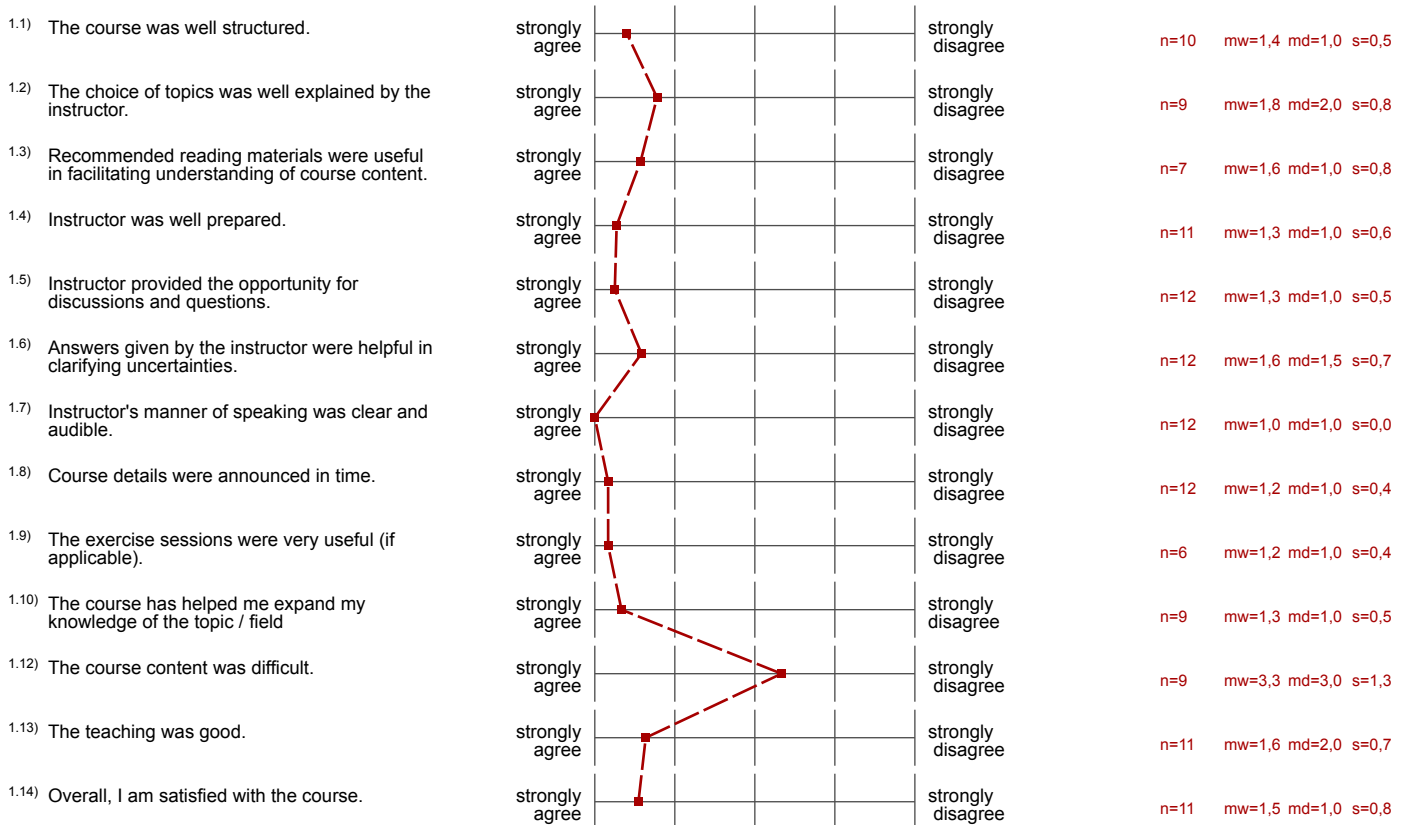 1.1) The course was well structured. strongly agree strongly disagree n=10 mw=1,4 md=1,0 s=0,5
1.2) The choice of topics was well explained by the
instructor. strongly agree strongly disagree n=9 mw=1,8 md=2,0 s=0,8
1.3) Recommended reading materials were useful
in facilitating understanding of course content. strongly agree strongly disagree n=7 mw=1,6 md=1,0 s=0,8
1.4) Instructor was well prepared. strongly agree strongly disagree n=11 mw=1,3 md=1,0 s=0,6
1.5) Instructor provided the opportunity for
discussions and questions. strongly agree strongly disagree n=12 mw=1,3 md=1,0 s=0,5
1.6) Answers given by the instructor were helpful in
clarifying uncertainties. strongly agree strongly disagree n=12 mw=1,6 md=1,5 s=0,7
1.7) Instructor's manner of speaking was clear and
audible. strongly agree strongly disagree n=12 mw=1,0 md=1,0 s=0,0
1.8) Course details were announced in time. strongly agree strongly disagree n=12 mw=1,2 md=1,0 s=0,4
1.9) The exercise sessions were very useful (if
applicable). strongly agree strongly disagree n=6 mw=1,2 md=1,0 s=0,4
1.10) The course has helped me expand my
knowledge of the topic / field strongly agree strongly disagree n=9 mw=1,3 md=1,0 s=0,5
1.12) The course content was difficult. strongly agree strongly disagree n=9 mw=3,3 md=3,0 s=1,3
1.13) The teaching was good. strongly agree strongly disagree n=11 mw=1,6 md=2,0 s=0,7
1.14) Overall, I am satisfied with the course. strongly agree strongly disagree n=11 mw=1,5 md=1,0 s=0,8